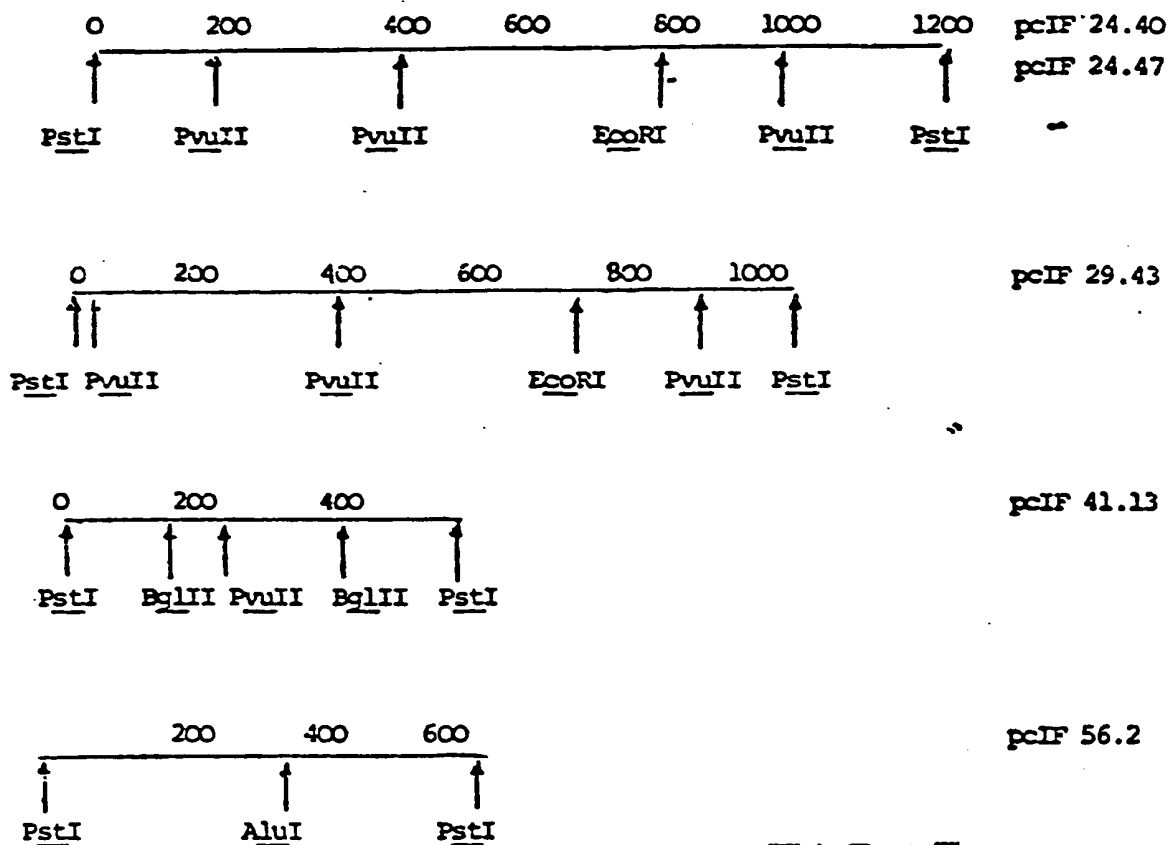 0 200 400 600 800 1000 1200 pcIF 24.40
pcIF 24.47
PstI PvuII PvuII EcoRI PvuII PstI
0 200 400 600 800 1000 pcIF 29.43
PstI PvuII PvuII EcoRI PvuII PstI
0 200 400 pcIF 41.13
PstI BglII PvuII BglII PstI
200 400 600 pcIF 56.2
PstI AluI PstI